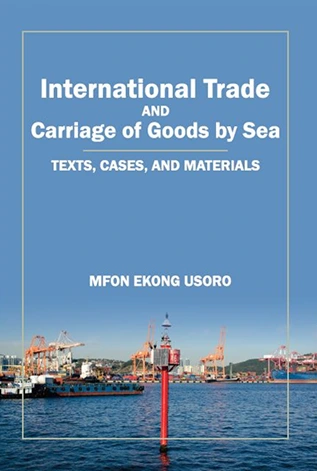 International Trade
AND
Carriage of Goods by Sea
TEXTS, CASES, AND MATERIALS
MFON EKONG USORO